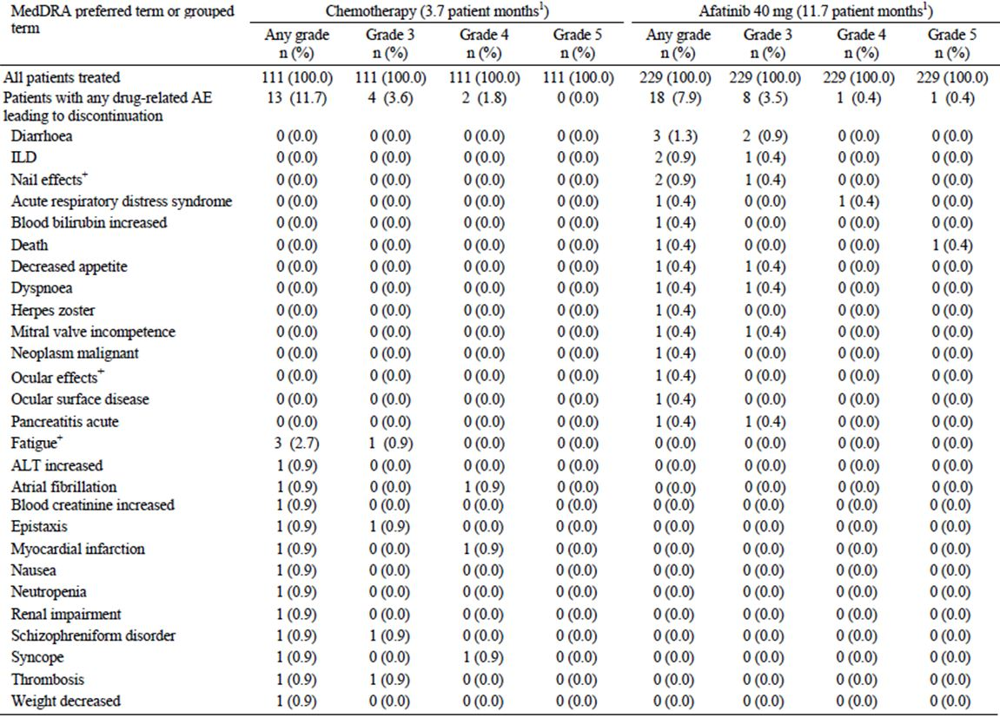 MedDRA preferred term or grouped term Chemotherapy (3.7 patient months1) Afatinib 40 mg (11.7 patient months1)
Any grade n (%) Grade 3 n (%) Grade 4 n (%) Grade 5 n (%) Any grade n (%) Grade 3 n (%) Grade 4 n (%) Grade 5 n (%)
All patients treated 111 (100.0) 111 (100.0) 111 (100.0) 111 (100.0) 229 (100.0) 229 (100.0) 229 (100.0) 229 (100.0)
Patients with any drug-related AE leading to discontinuation 13 (11.7) 4 (3.6) 2 (1.8) 0 (0.0) 18 (7.9) 8 (3.5) 1 (0.4) 1 (0.4)
Diarrhoea 0 (0.0) 0 (0.0) 0 (0.0) 0 (0.0) 3 (1.3) 2 (0.9) 0 (0.0) 0 (0.0)
ILD 0 (0.0) 0 (0.0) 0 (0.0) 0 (0.0) 2 (0.9) 1 (0.4) 0 (0.0) 0 (0.0)
Nail effects+ 0 (0.0) 0 (0.0) 0 (0.0) 0 (0.0) 2 (0.9) 1 (0.4) 0 (0.0) 0 (0.0)
Acute respiratory distress syndrome 0 (0.0) 0 (0.0) 0 (0.0) 0 (0.0) 1 (0.4) 0 (0.0) 1 (0.4) 0 (0.0)
Blood bilirubin increased 0 (0.0) 0 (0.0) 0 (0.0) 0 (0.0) 1 (0.4) 0 (0.0) 0 (0.0) 0 (0.0)
Death 0 (0.0) 0 (0.0) 0 (0.0) 0 (0.0) 1 (0.4) 0 (0.0) 0 (0.0) 1 (0.4)
Decreased appetite 0 (0.0) 0 (0.0) 0 (0.0) 0 (0.0) 1 (0.4) 1 (0.4) 0 (0.0) 0 (0.0)
Dyspnoea 0 (0.0) 0 (0.0) 0 (0.0) 0 (0.0) 1 (0.4) 1 (0.4) 0 (0.0) 0 (0.0)
Herpes zoster 0 (0.0) 0 (0.0) 0 (0.0) 0 (0.0) 1 (0.4) 0 (0.0) 0 (0.0) 0 (0.0)
Mitral valve incompetence 0 (0.0) 0 (0.0) 0 (0.0) 0 (0.0) 1 (0.4) 1 (0.4) 0 (0.0) 0 (0.0)
Neoplasm malignant 0 (0.0) 0 (0.0) 0 (0.0) 0 (0.0) 1 (0.4) 0 (0.0) 0 (0.0) 0 (0.0)
Ocular effects+ 0 (0.0) 0 (0.0) 0 (0.0) 0 (0.0) 1 (0.4) 0 (0.0) 0 (0.0) 0 (0.0)
Ocular surface disease 0 (0.0) 0 (0.0) 0 (0.0) 0 (0.0) 1 (0.4) 0 (0.0) 0 (0.0) 0 (0.0)
Pancreatitis acute 0 (0.0) 0 (0.0) 0 (0.0) 0 (0.0) 1 (0.4) 1 (0.4) 0 (0.0) 0 (0.0)
Fatigue+ 3 (2.7) 1 (0.9) 0 (0.0) 0 (0.0) 0 (0.0) 0 (0.0) 0 (0.0) 0 (0.0)
ALT increased 1 (0.9) 0 (0.0) 0 (0.0) 0 (0.0) 0 (0.0) 0 (0.0) 0 (0.0) 0 (0.0)
Atrial fibrillation 1 (0.9) 0 (0.0) 1 (0.9) 0 (0.0) 0 (0.0) 0 (0.0) 0 (0.0) 0 (0.0)
Blood creatinine increased 1 (0.9) 0 (0.0) 0 (0.0) 0 (0.0) 0 (0.0) 0 (0.0) 0 (0.0) 0 (0.0)
Epistaxis 1 (0.9) 1 (0.9) 0 (0.0) 0 (0.0) 0 (0.0) 0 (0.0) 0 (0.0) 0 (0.0)
Myocardial infarction 1 (0.9) 0 (0.0) 1 (0.9) 0 (0.0) 0 (0.0) 0 (0.0) 0 (0.0) 0 (0.0)
Nausea 1 (0.9) 0 (0.0) 0 (0.0) 0 (0.0) 0 (0.0) 0 (0.0) 0 (0.0) 0 (0.0)
Neutropenia 1 (0.9) 0 (0.0) 0 (0.0) 0 (0.0) 0 (0.0) 0 (0.0) 0 (0.0) 0 (0.0)
Renal impairment 1 (0.9) 0 (0.0) 0 (0.0) 0 (0.0) 0 (0.0) 0 (0.0) 0 (0.0) 0 (0.0)
Schizophreniform disorder 1 (0.9) 1 (0.9) 0 (0.0) 0 (0.0) 0 (0.0) 0 (0.0) 0 (0.0) 0 (0.0)
Syncope 1 (0.9) 0 (0.0) 1 (0.9) 0 (0.0) 0 (0.0) 0 (0.0) 0 (0.0) 0 (0.0)
Thrombosis 1 (0.9) 1 (0.9) 0 (0.0) 0 (0.0) 0 (0.0) 0 (0.0) 0 (0.0) 0 (0.0)
Weight decreased 1 (0.9) 0 (0.0) 0 (0.0) 0 (0.0) 0 (0.0) 0 (0.0) 0 (0.0) 0 (0.0)